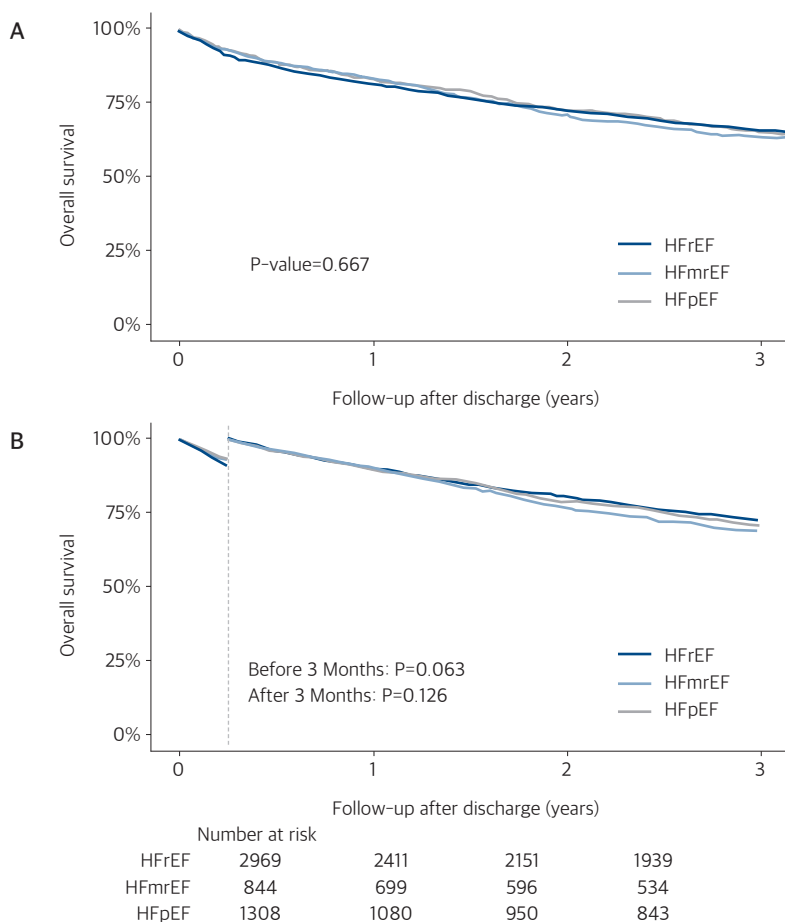 A
100%
75%
50%
25%
0%
Overall survival
P-value=0.667
HFrEF
HFmrEF
HFpEF
0 1 2 3
Follow-up after discharge (years)
B
100%
75%
50%
25%
0%
Overall survival
Before 3 Months: P=0.063
After 3 Months: P=0.126
HFrEF
HFmrEF
HFpEF
0 1 2 3
Follow-up after discharge (years)
Number at risk
HFrEF 2969 2411 2151 1939
HFmrEF 844 699 596 534
HFpEF 1308 1080 950 843